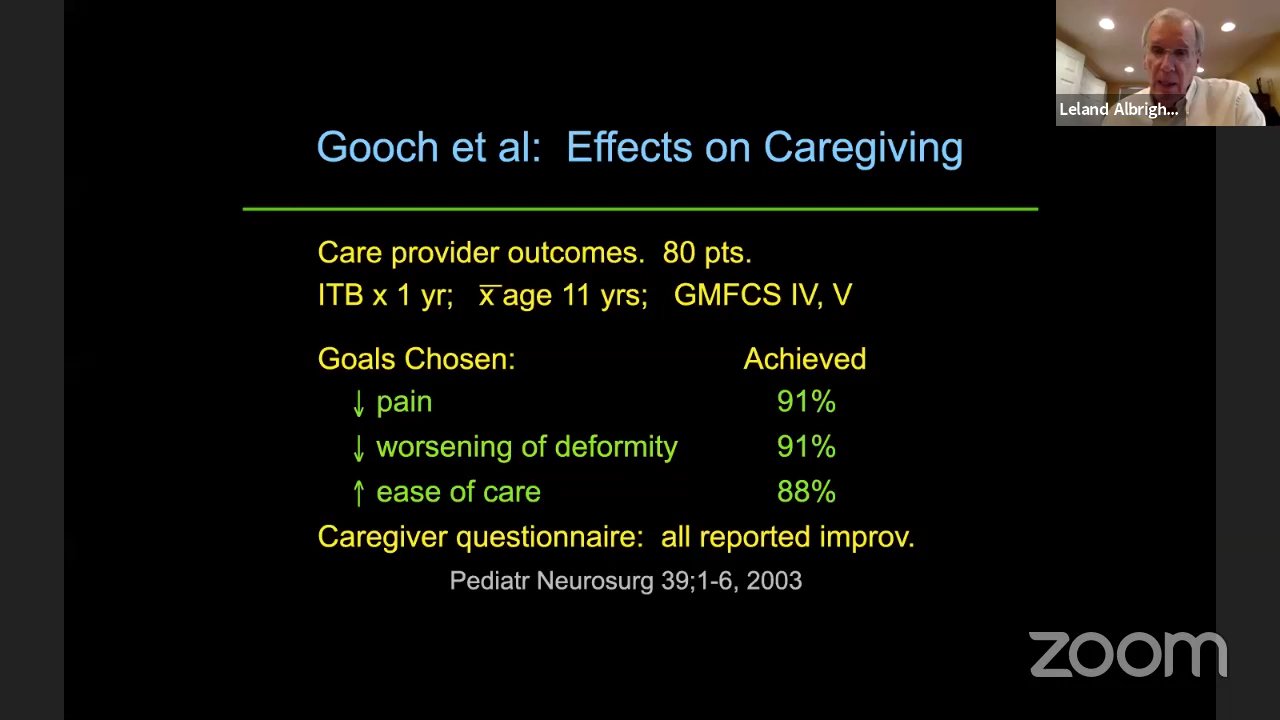 Leland Albrigh...
Gooch et al: Effects on Caregiving
Care provider outcomes. 80 pts.
ITB x 1 yr; x̅ age 11 yrs; GMFCS IV, V
Goals Chosen: Achieved
↓ pain 91%
↓ worsening of deformity 91%
↑ ease of care 88%
Caregiver questionnaire: all reported improv.
Pediatr Neurosurg 39;1-6, 2003
zoom